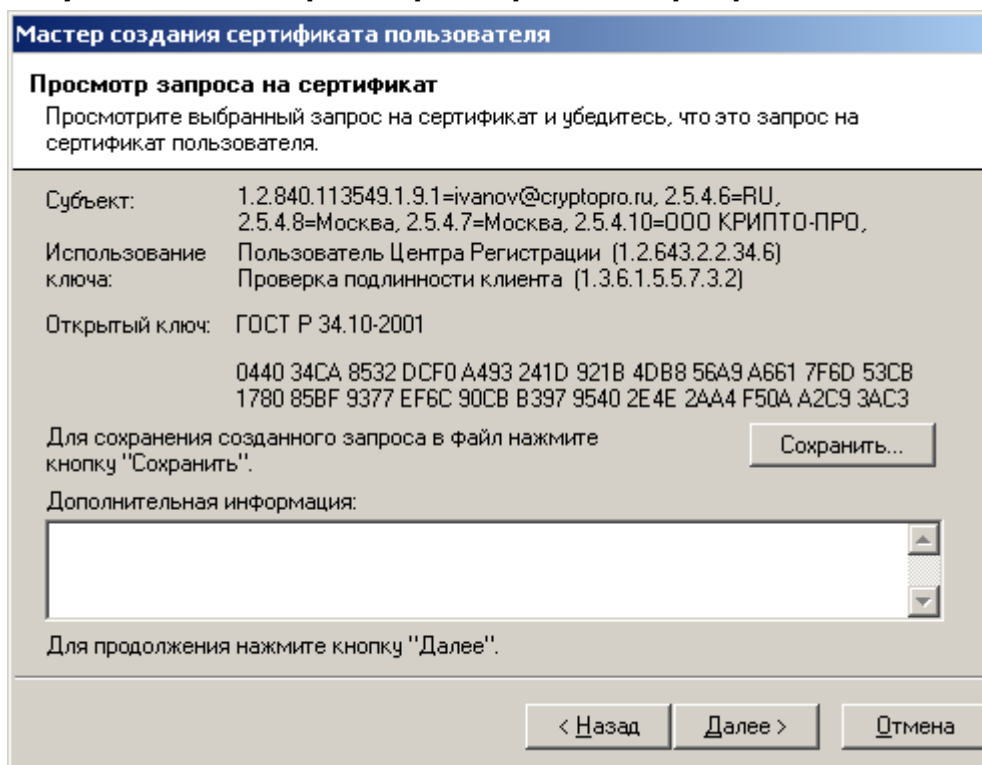 Мастер создания сертификата пользователя
Просмотр запроса на сертификат
Просмотрите выбранный запрос на сертификат и убедитесь, что это запрос на
сертификат пользователя.
Субъект: 1.2.840.113549.1.9.1=ivanov@cryptopro.ru, 2.5.4.6=RU,
2.5.4.8=Москва, 2.5.4.7=Москва, 2.5.4.10=ООО КРИПТО-ПРО,
Использование Пользователь Центра Регистрации (1.2.643.2.2.34.6)
ключа: Проверка подлинности клиента (1.3.6.1.5.5.7.3.2)
Открытый ключ: ГОСТ Р 34.10-2001
0440 34CA 8532 DCF0 A493 241D 921B 4DB8 56A9 A661 7F6D 53CB
1780 85BF 9377 EF6C 90CB B397 9540 2E4E 2AA4 F50A A2C9 3AC3
Для сохранения созданного запроса в файл нажмите
кнопку "Сохранить".
Сохранить...
Дополнительная информация:
Для продолжения нажмите кнопку "Далее".
< Назад Далее > Отмена